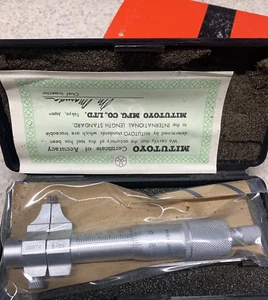 MITUTOYO
Certificate of Accuracy
We certify that the accuracy of this tool has been
determined by MITUTOYO standards which are traceable
to the INTERNATIONAL LENGTH STANDARD.
MITUTOYO MFG. CO., LTD.
Tokyo, Japan
Chief Inspector